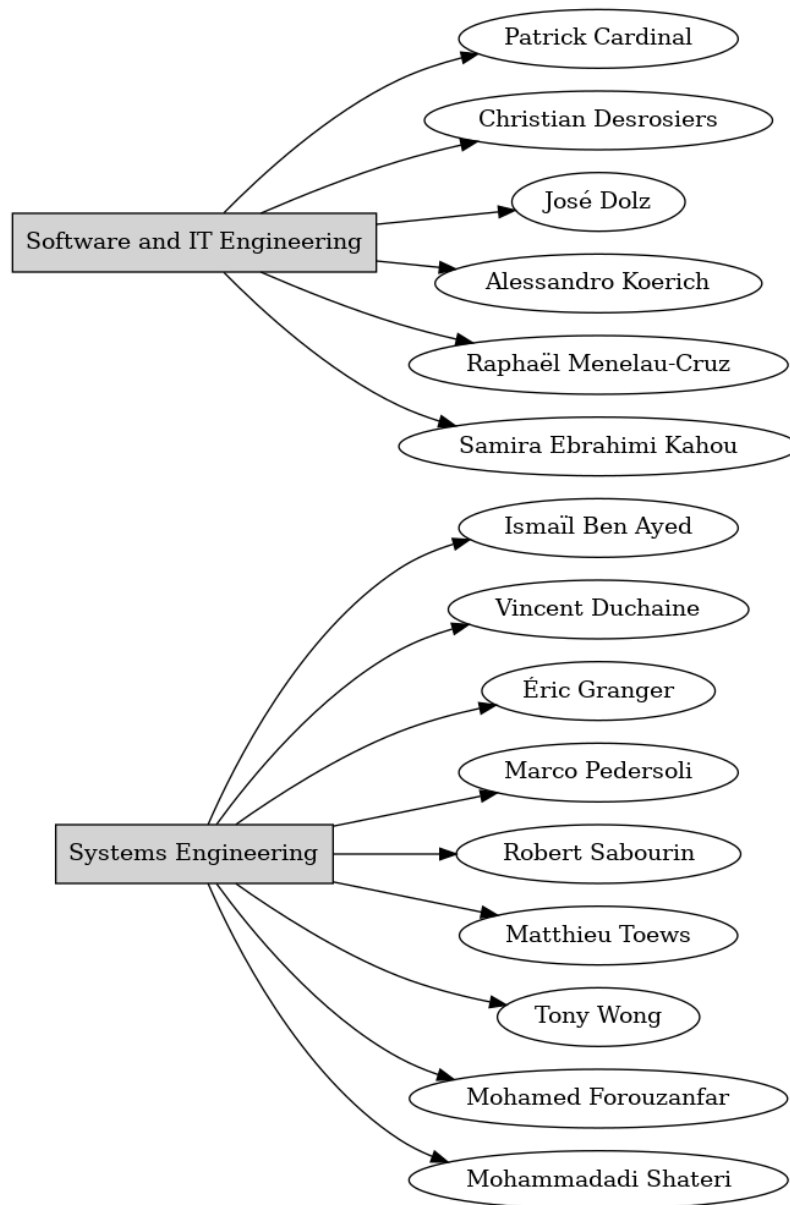 Patrick Cardinal
Christian Desrosiers
José Dolz
Software and IT Engineering
Alessandro Koerich
Raphaël Menelau-Cruz
Samira Ebrahimi Kahou
Ismaïl Ben Ayed
Vincent Duchaine
Éric Granger
Marco Pedersoli
Systems Engineering
Robert Sabourin
Matthieu Toews
Tony Wong
Mohamed Forouzanfar
Mohammadadi Shateri